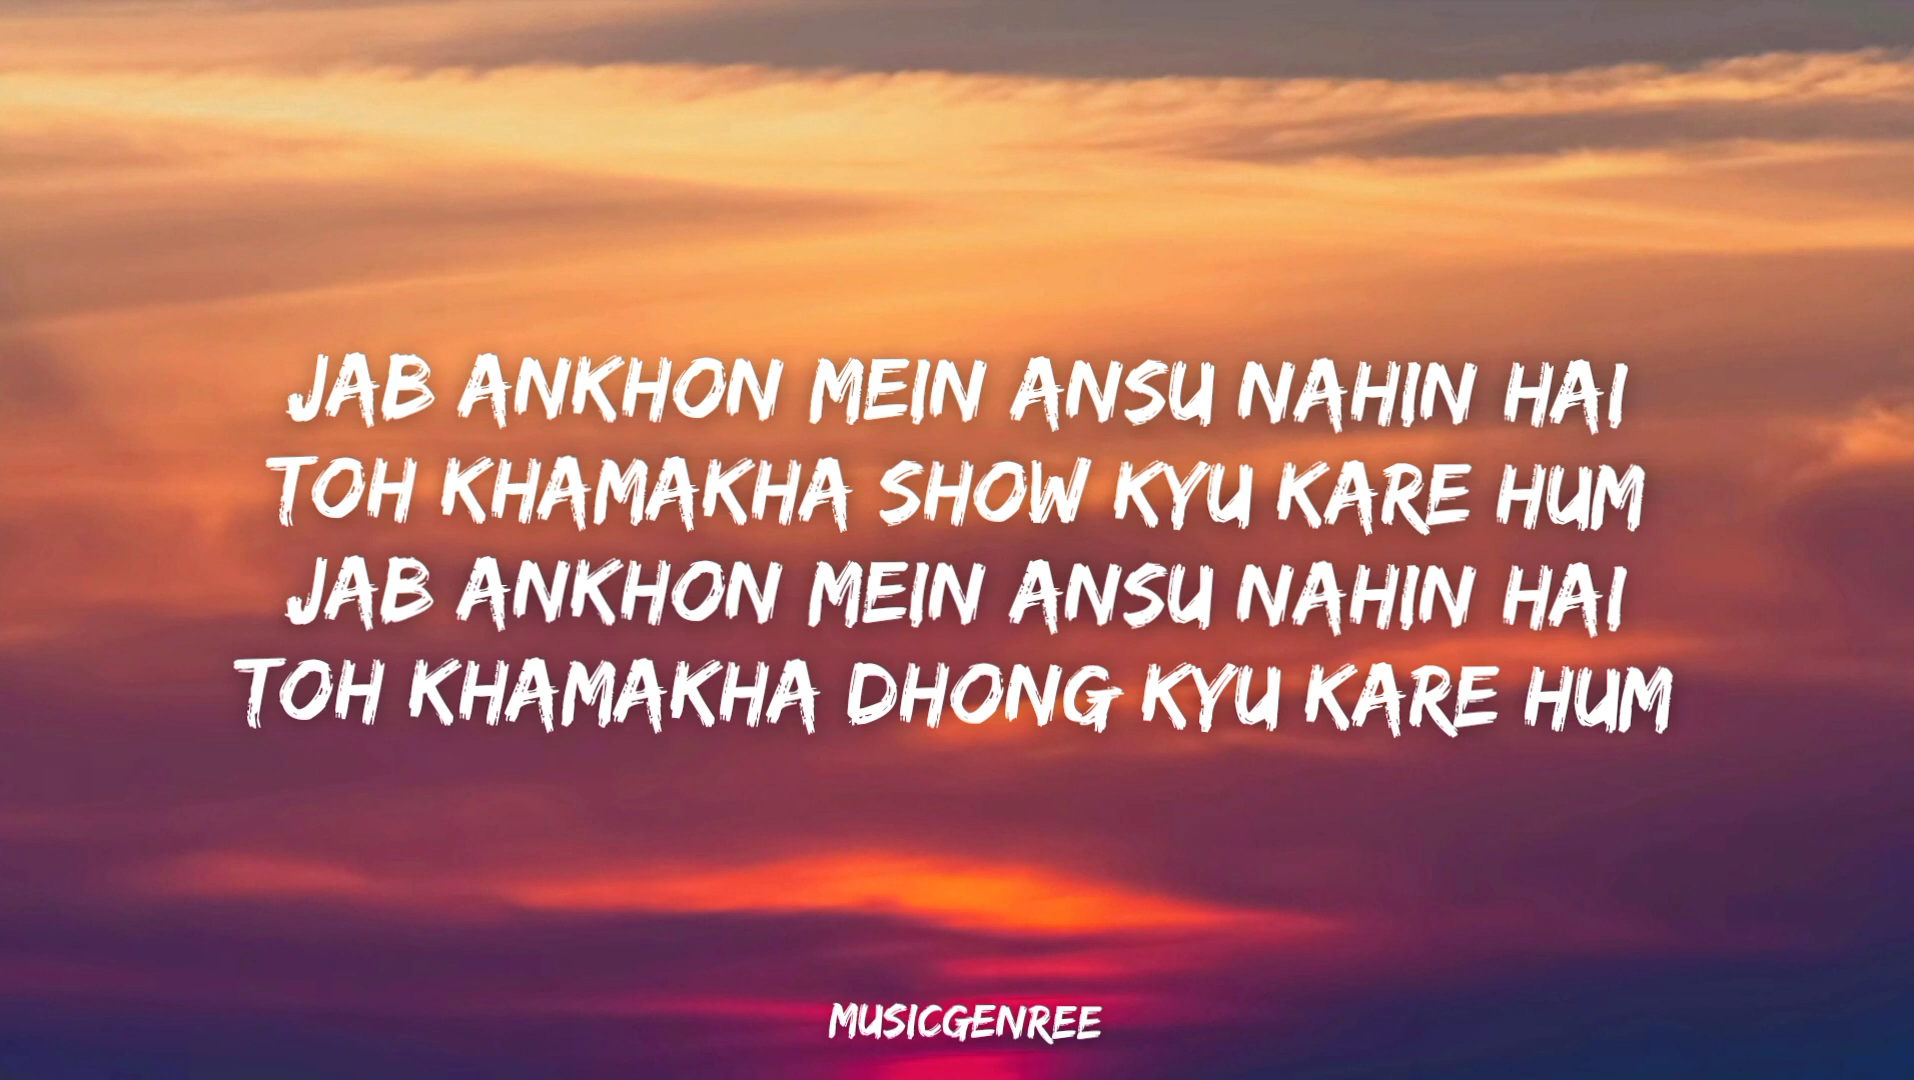 JAB ANKHON MEIN ANSU NAHIN HAI
TOH KHAMAKHA SHOW KYU KARE HUM
JAB ANKHON MEIN ANSU NAHIN HAI
TOH KHAMAKHA DHONG KYU KARE HUM
MUSICGENREE